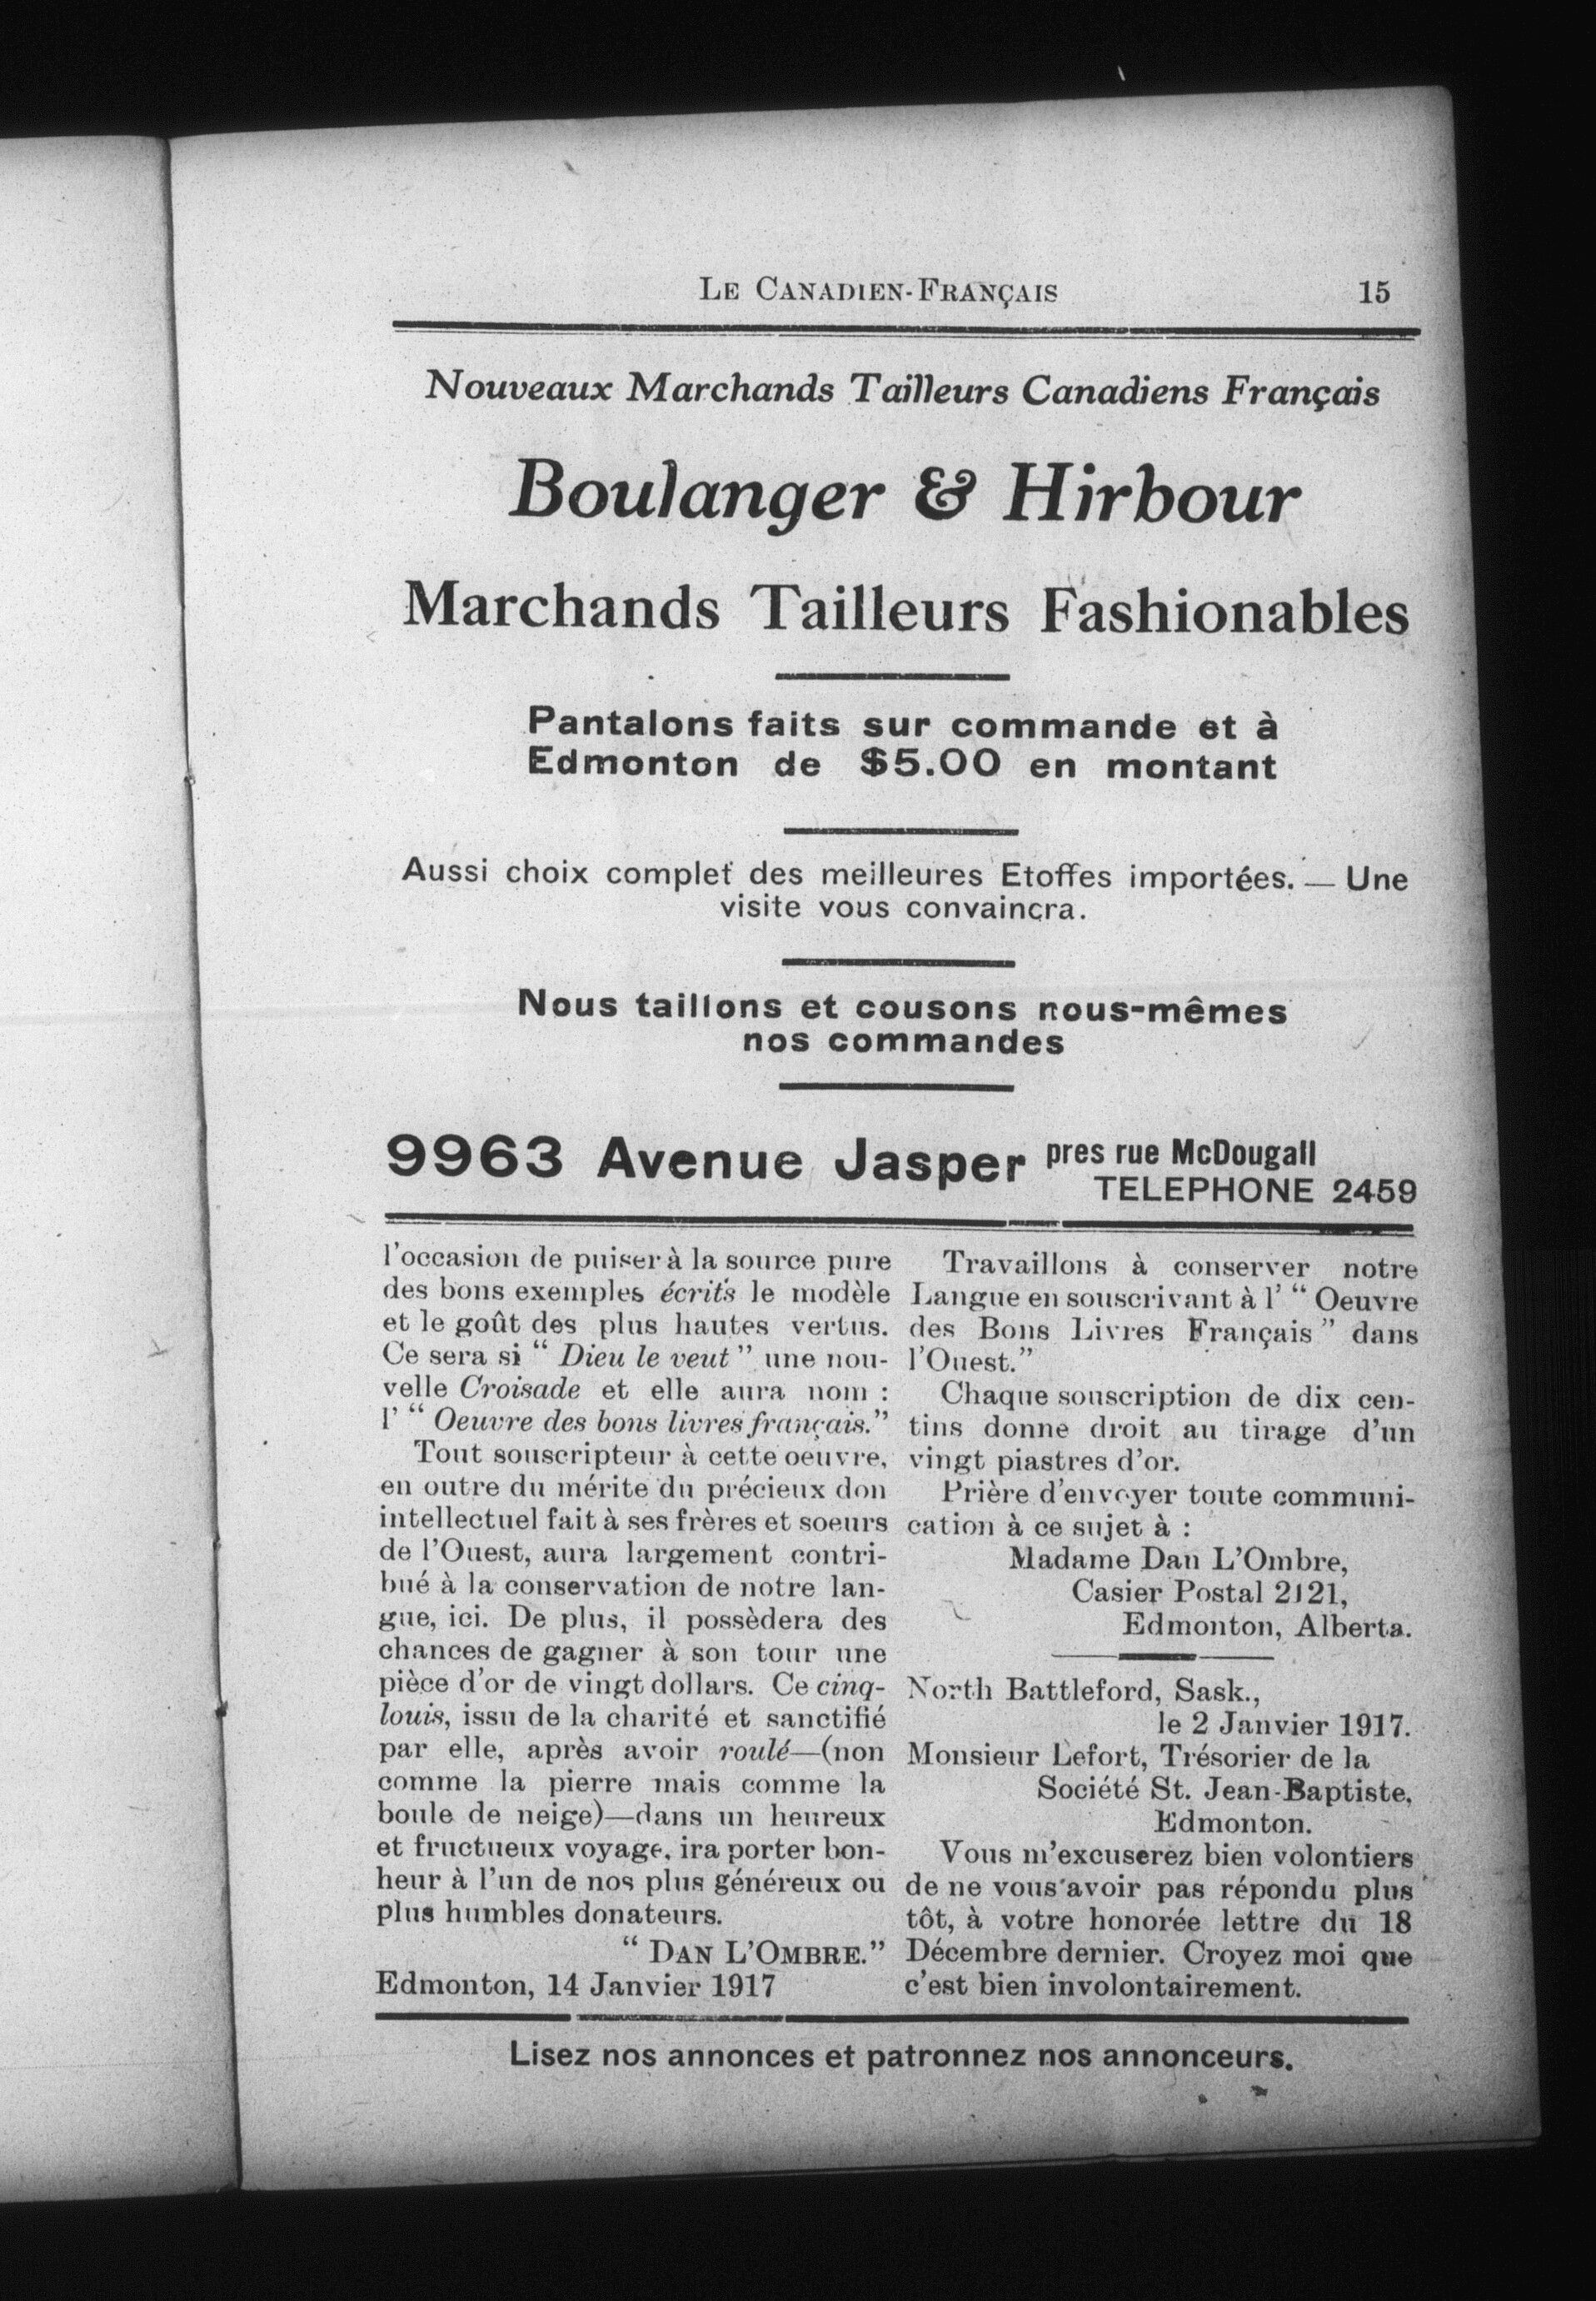 LE CANADIEN-FRANÇAIS 15
Nouveaux Marchands Tailleurs Canadiens Français
Boulanger & Hirbour
Marchands Tailleurs Fashionables
Pantalons faits sur commande et à
Edmonton de $5.00 en montant
Aussi choix complet des meilleures Etoffes importées. — Une
visite vous convaincra.
Nous taillons et cousons nous-mêmes
nos commandes
9963 Avenue Jasper pres rue McDougall
TELEPHONE 2459
l'occasion de puiser à la source pure
des bons exemples écrits le modèle
et le goût des plus hautes vertus.
Ce sera si “ Dieu le veut ” une nou-
velle Croisade et elle aura nom :
l' “ Oeuvre des bons livres français.”
Tout souscripteur à cette oeuvre,
en outre du mérite du précieux don
intellectuel fait à ses frères et soeurs
de l'Ouest, aura largement contri-
bué à la conservation de notre lan-
gue, ici. De plus, il possèdera des
chances de gagner à son tour une
pièce d'or de vingt dollars. Ce cinq-
louis, issu de la charité et sanctifié
par elle, après avoir roulé—(non
comme la pierre mais comme la
boule de neige)—dans un heureux
et fructueux voyage, ira porter bon-
heur à l'un de nos plus généreux ou
plus humbles donateurs.
“ DAN L'OMBRE.”
Edmonton, 14 Janvier 1917
Travaillons à conserver notre
Langue en souscrivant à l' “ Oeuvre
des Bons Livres Français ” dans
l'Ouest.”
Chaque souscription de dix cen-
tins donne droit au tirage d'un
vingt piastres d'or.
Prière d'envoyer toute communi-
cation à ce sujet à :
Madame Dan L'Ombre,
Casier Postal 2121,
Edmonton, Alberta.
North Battleford, Sask.,
le 2 Janvier 1917.
Monsieur Lefort, Trésorier de la
Société St. Jean-Baptiste,
Edmonton.
Vous m'excuserez bien volontiers
de ne vous avoir pas répondu plus
tôt, à votre honorée lettre du 18
Décembre dernier. Croyez moi que
c'est bien involontairement.
Lisez nos annonces et patronnez nos annonceurs.